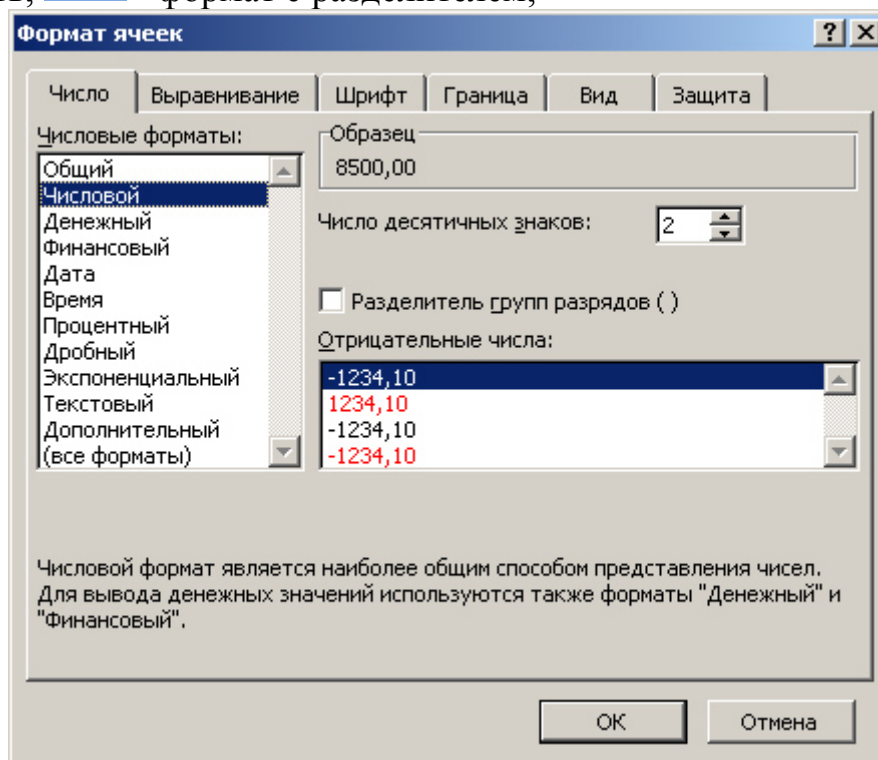 формат с разделителем,
Формат ячеек
Число Выравнивание Шрифт Граница Вид Защита
Числовые форматы:
Общий
Числовой
Денежный
Финансовый
Дата
Время
Процентный
Дробный
Экспоненциальный
Текстовый
Дополнительный
(все форматы)
Образец
8500,00
Число десятичных знаков: 2
Разделитель групп разрядов ( )
Отрицательные числа:
-1234,10
1234,10
-1234,10
-1234,10
Числовой формат является наиболее общим способом представления чисел.
Для вывода денежных значений используются также форматы "Денежный" и
"Финансовый".
ОК Отмена